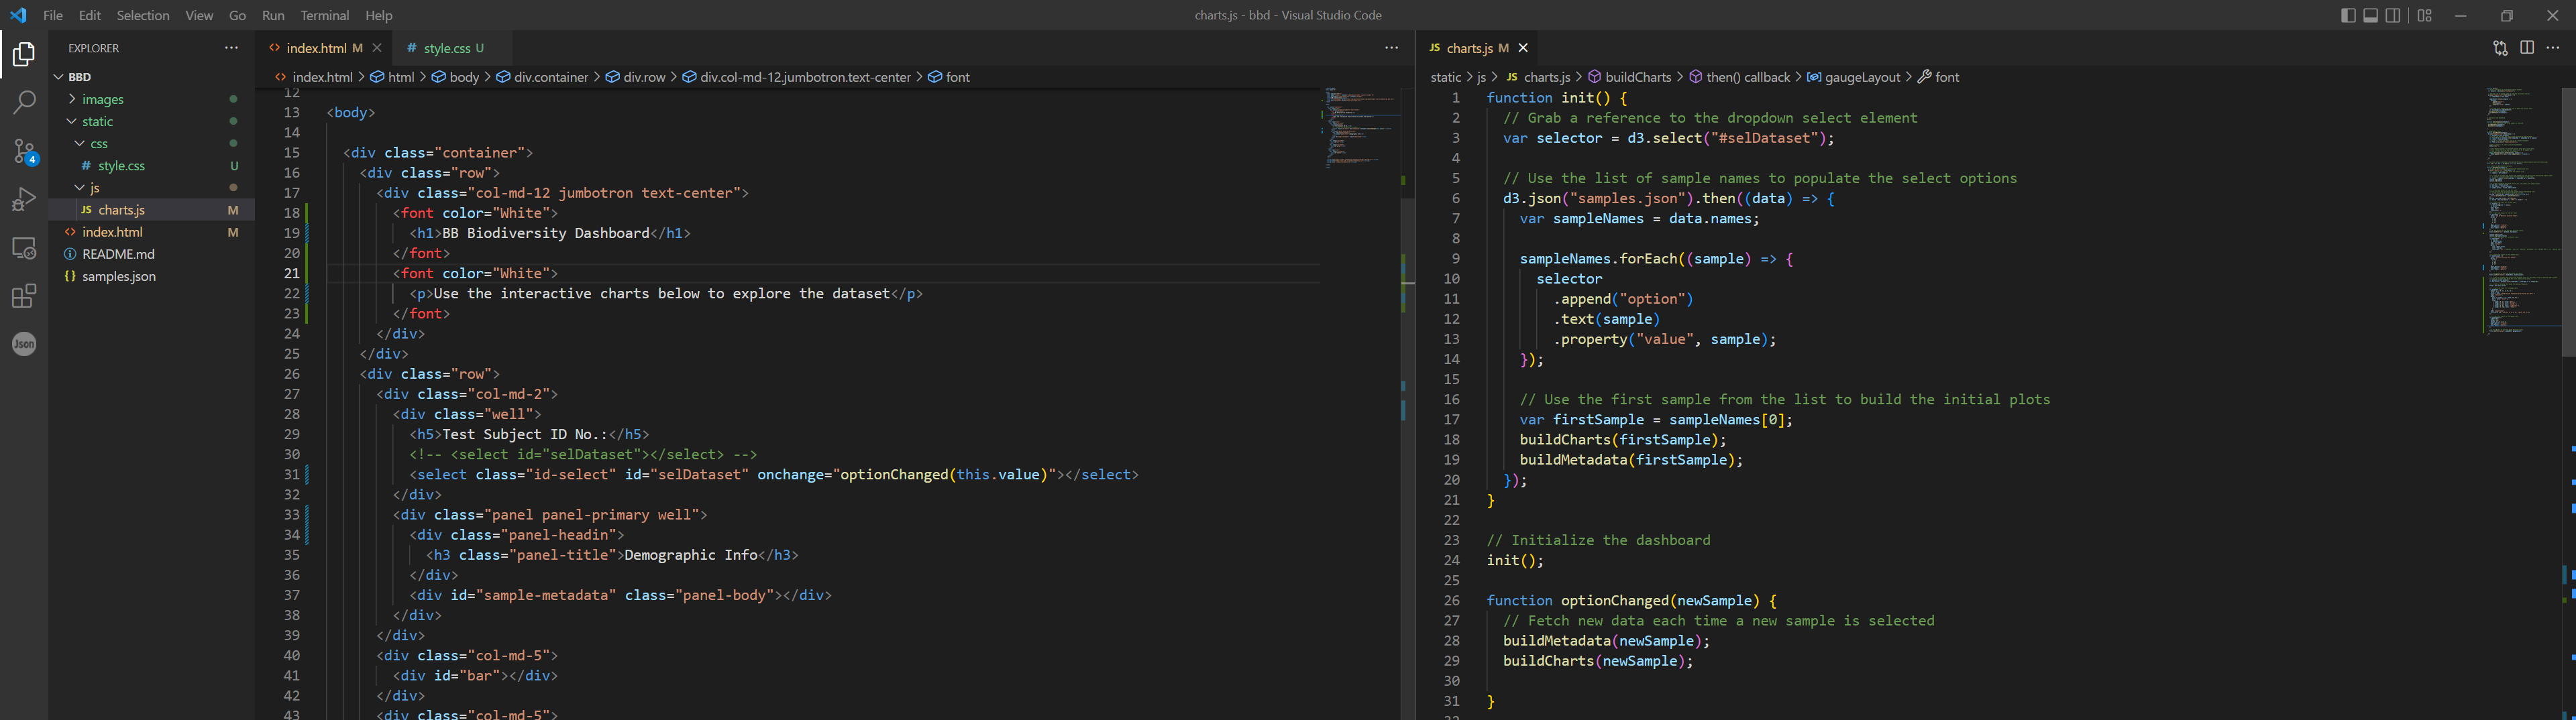 File Edit Selection View Go Run Terminal Help
charts.js - bbd - Visual Studio Code
EXPLORER
BBD
images
static
css
# style.css U
js
JS charts.js M
<> index.html M
README.md
{} samples.json
4
Json
<> index.html M
# style.css U
<> index.html > html > body > div.container > div.row > div.col-md-12.jumbotron.text-center > font
12
13 <body>
14
15 <div class="container">
16 <div class="row">
17 <div class="col-md-12 jumbotron text-center">
18 <font color="White">
19 <h1>BB Biodiversity Dashboard</h1>
20 </font>
21 <font color="White">
22 <p>Use the interactive charts below to explore the dataset</p>
23 </font>
24 </div>
25 </div>
26 <div class="row">
27 <div class="col-md-2">
28 <div class="well">
29 <h5>Test Subject ID No.:</h5>
30 <!-- <select id="selDataset"></select> -->
31 <select class="id-select" id="selDataset" onchange="optionChanged(this.value)"></select>
32 </div>
33 <div class="panel panel-primary well">
34 <div class="panel-headin">
35 <h3 class="panel-title">Demographic Info</h3>
36 </div>
37 <div id="sample-metadata" class="panel-body"></div>
38 </div>
39 </div>
40 <div class="col-md-5">
41 <div id="bar"></div>
42 </div>
43 <div class="col-md-5">
JS charts.js M
static > js > JS charts.js > buildCharts > then() callback > gaugeLayout > font
1 function init() {
2 // Grab a reference to the dropdown select element
3 var selector = d3.select("#selDataset");
4
5 // Use the list of sample names to populate the select options
6 d3.json("samples.json").then((data) => {
7 var sampleNames = data.names;
8
9 sampleNames.forEach((sample) => {
10 selector
11 .append("option")
12 .text(sample)
13 .property("value", sample);
14 });
15
16 // Use the first sample from the list to build the initial plots
17 var firstSample = sampleNames[0];
18 buildCharts(firstSample);
19 buildMetadata(firstSample);
20 });
21 }
22
23 // Initialize the dashboard
24 init();
25
26 function optionChanged(newSample) {
27 // Fetch new data each time a new sample is selected
28 buildMetadata(newSample);
29 buildCharts(newSample);
30
31 }
32